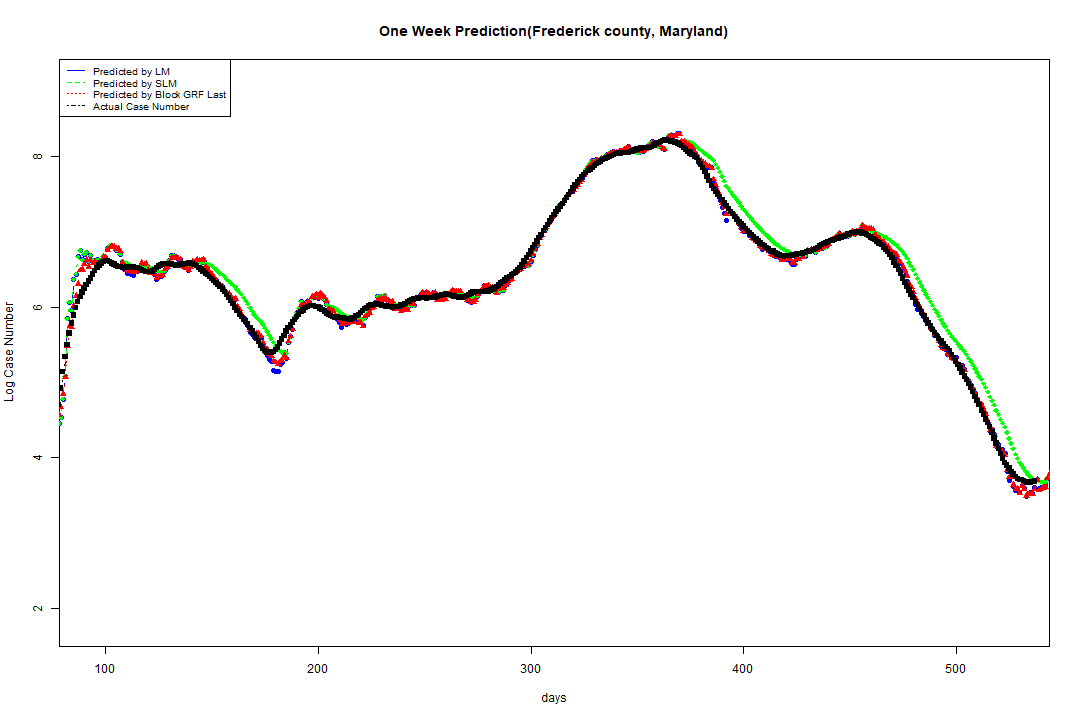 One Week Prediction(Frederick county, Maryland)
Predicted by LM
Predicted by SLM
Predicted by Block GRF Last
Actual Case Number
8
6
4
2
Log Case Number
100 200 300 400 500
days